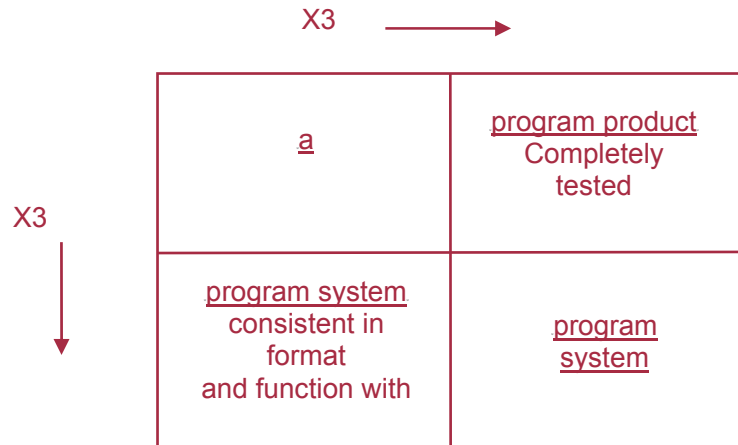 X3
a
program product
Completely
tested
X3
program system
consistent in
format
and function with
program
system